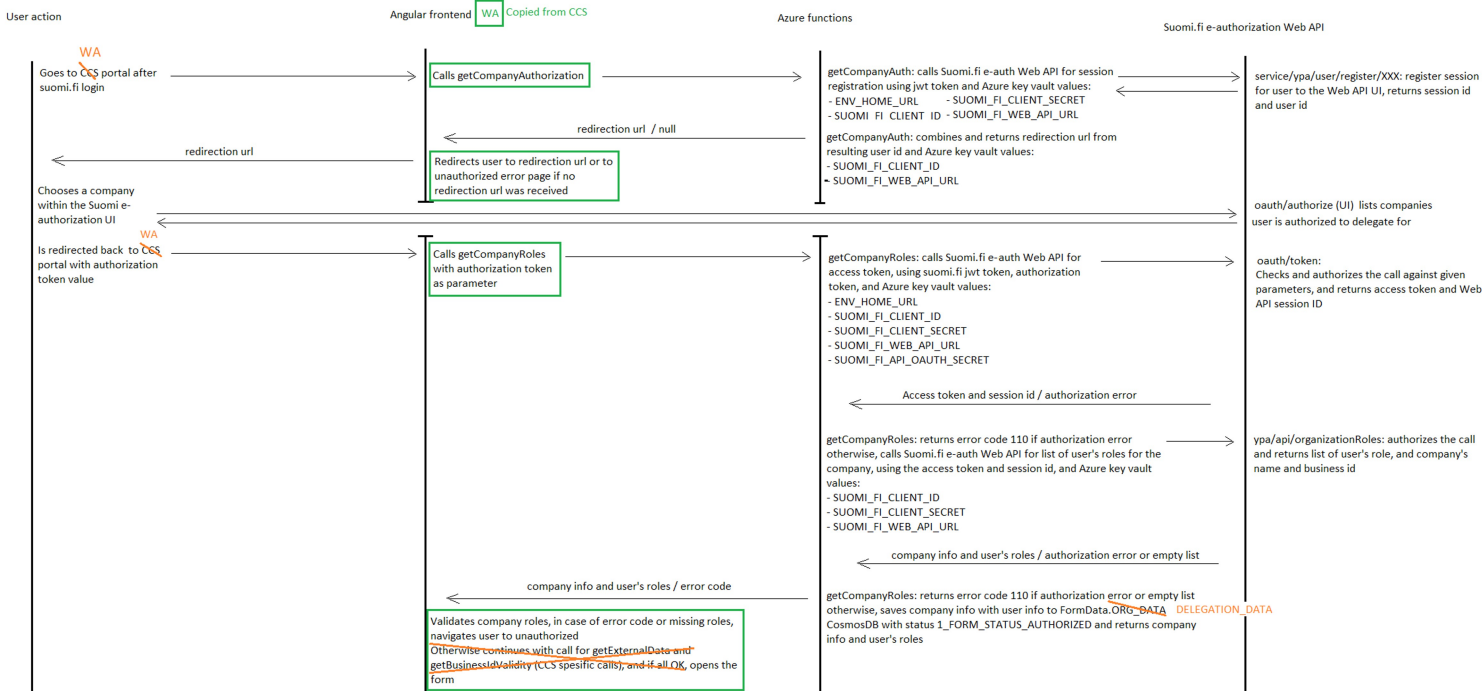 User action
Angular frontend
WA
Copied from CCS
Azure functions
Suomi.fi e-authorization Web API
WA
Goes to CCS portal after
suomi.fi login
Calls getCompanyAuthorization
getCompanyAuth: calls Suomi.fi e-auth Web API for session
registration using jwt token and Azure key vault values:
- ENV_HOME_URL - SUOMI_FI_CLIENT_SECRET
- SUOMI_FI_CLIENT_ID - SUOMI_FI_WEB_API_URL
service/ypa/user/register/XXX: register session
for user to the Web API UI, returns session id
and user id
redirection url / null
getCompanyAuth: combines and returns redirection url from
resulting user id and Azure key vault values:
- SUOMI_FI_CLIENT_ID
- SUOMI_FI_WEB_API_URL
redirection url
Redirects user to redirection url or to
unauthorized error page if no
redirection url was received
Chooses a company
within the Suomi e-
authorization UI
oauth/authorize (UI) lists companies
user is authorized to delegate for
WA
Is redirected back to CCS
portal with authorization
token value
Calls getCompanyRoles
with authorization token
as parameter
getCompanyRoles: calls Suomi.fi e-auth Web API for
access token, using suomi.fi jwt token, authorization
token, and Azure key vault values:
- ENV_HOME_URL
- SUOMI_FI_CLIENT_ID
- SUOMI_FI_CLIENT_SECRET
- SUOMI_FI_WEB_API_URL
- SUOMI_FI_API_OAUTH_SECRET
oauth/token:
Checks and authorizes the call against given
parameters, and returns access token and Web
API session ID
Access token and session id / authorization error
getCompanyRoles: returns error code 110 if authorization error
otherwise, calls Suomi.fi e-auth Web API for list of user's roles for the
company, using the access token and session id, and Azure key vault
values:
- SUOMI_FI_CLIENT_ID
- SUOMI_FI_CLIENT_SECRET
- SUOMI_FI_WEB_API_URL
ypa/api/organizationRoles: authorizes the call
and returns list of user's role, and company's
name and business id
company info and user's roles / authorization error or empty list
company info and user's roles / error code
getCompanyRoles: returns error code 110 if authorization error or empty list
otherwise, saves company info with user info to FormData.ORG_DATA DELEGATION_DATA
CosmosDB with status 1_FORM_STATUS_AUTHORIZED and returns company
info and user's roles
Validates company roles, in case of error code or missing roles,
navigates user to unauthorized
Otherwise continues with call for getExternalData and
getBusinessIdValidity (CCS spesific calls), and if all OK, opens the
form